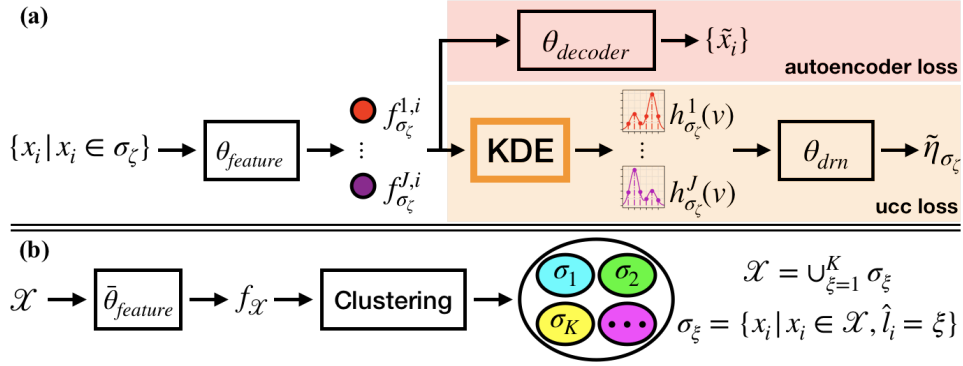 (a)
θ_decoder
{x̃_i}
autoencoder loss
{x_i | x_i ∈ σ_ζ}
θ_feature
f^{1,i}_{σ_ζ}
⋮
f^{J,i}_{σ_ζ}
KDE
h^1_{σ_ζ}(v)
⋮
h^J_{σ_ζ}(v)
θ_drn
η̃_{σ_ζ}
ucc loss
(b)
𝒳
θ̄_feature
f_𝒳
Clustering
σ_1
σ_2
σ_K
•••
𝒳 = ∪^K_{ξ=1} σ_ξ
σ_ξ = {x_i | x_i ∈ 𝒳, l̂_i = ξ}